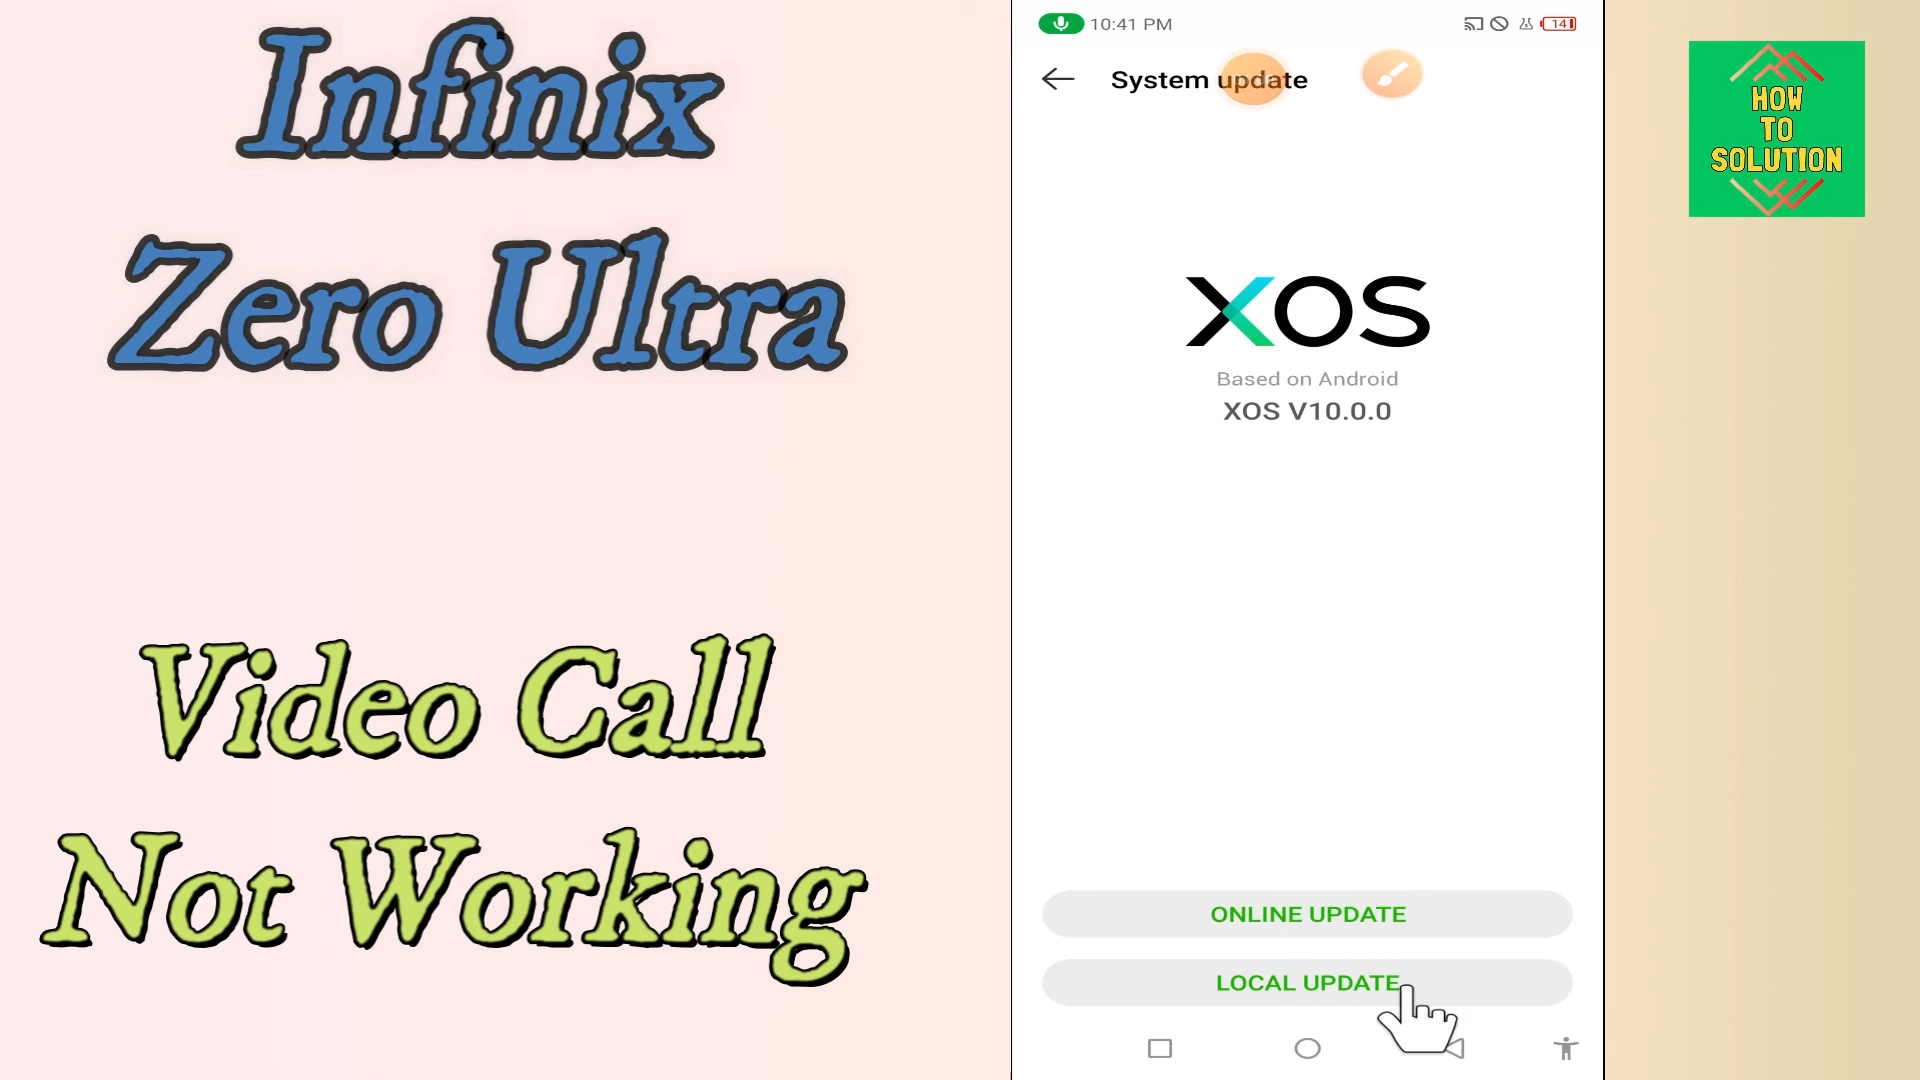 Infinix
Zero Ultra
Video Call
Not Working
10:41 PM
14
System update
XOS
Based on Android
XOS V10.0.0
ONLINE UPDATE
LOCAL UPDATE
HOW
TO
SOLUTION